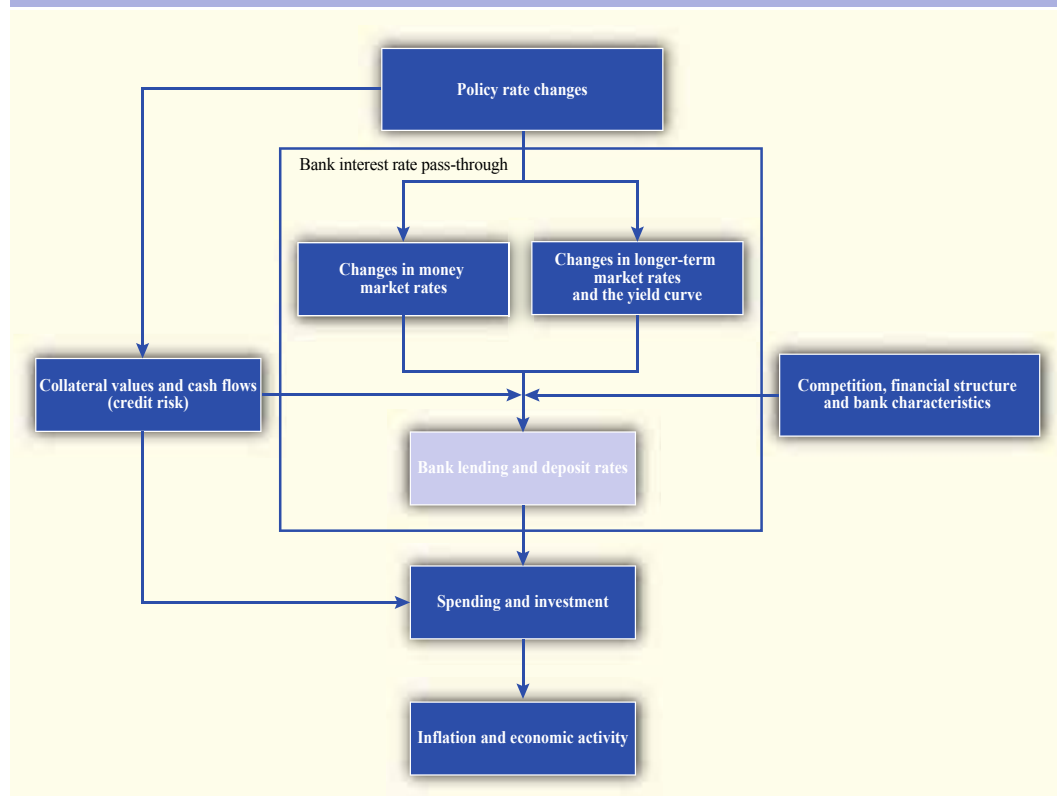 Policy rate changes
Bank interest rate pass-through
Changes in money
market rates
Changes in longer-term
market rates
and the yield curve
Collateral values and cash flows
(credit risk)
Competition, financial structure
and bank characteristics
Bank lending and deposit rates
Spending and investment
Inflation and economic activity